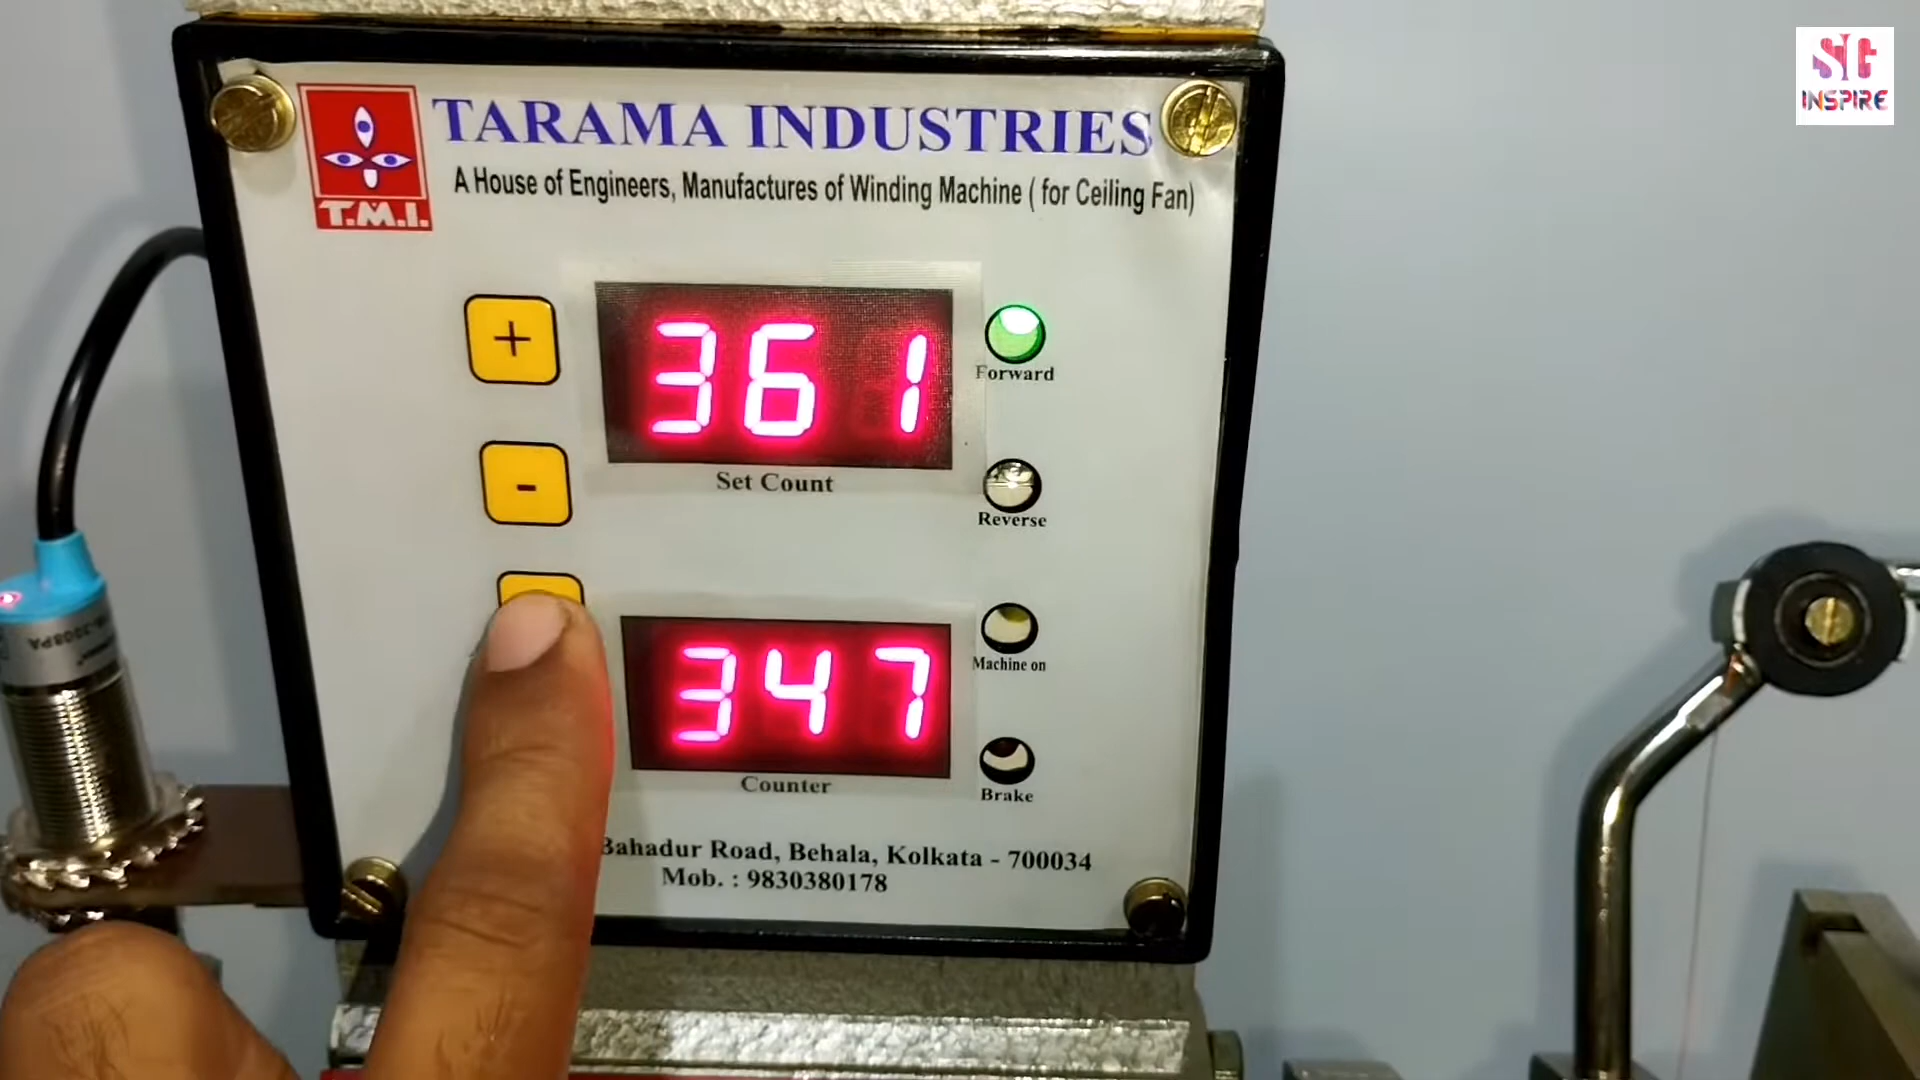 SIC
INSPIRE
TARAMA INDUSTRIES
A House of Engineers, Manufactures of Winding Machine ( for Ceiling Fan)
T.M.I.
+
361
Forward
-
Set Count
Reverse
347
Machine on
Counter
Brake
Bahadur Road, Behala, Kolkata - 700034
Mob. : 9830380178